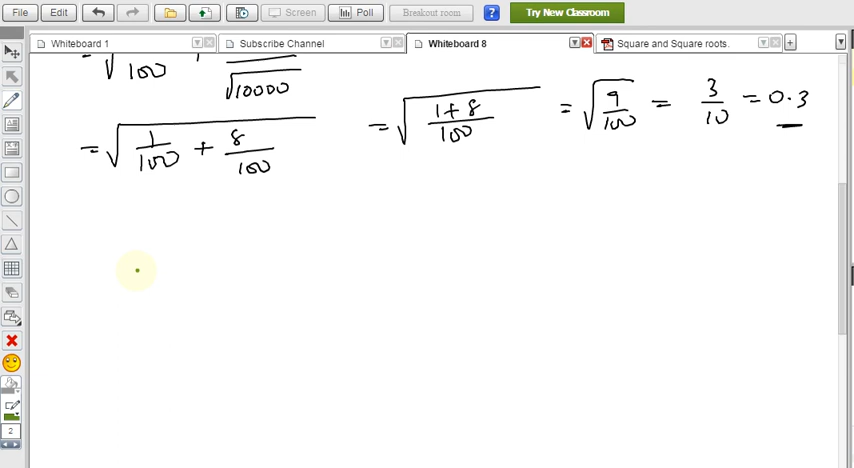 File Edit Screen Poll Breakout room ? Try New Classroom
Whiteboard 1 Subscribe Channel Whiteboard 8 Square and Square roots.
= √ 100 + √10000
= √ 1/100 + 8/100 = √ 1+8/100 = √ 9/100 = 3/10 = 0.3
2